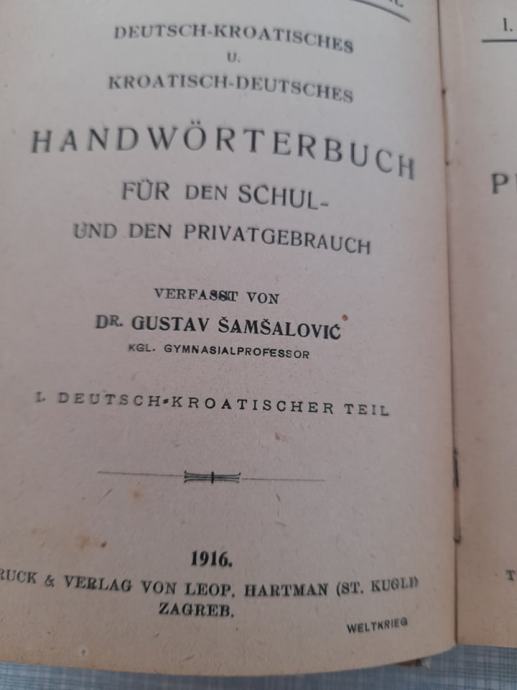 DEUTSCH-KROATISCHES
U.
KROATISCH-DEUTSCHES
HANDWÖRTERBUCH
FÜR DEN SCHUL-
UND DEN PRIVATGEBRAUCH
VERFASST VON
DR. GUSTAV ŠAMŠALOVIĆ
KGL. GYMNASIALPROFESSOR
I. DEUTSCH-KROATISCHER TEIL
1916.
RUCK & VERLAG VON LEOP. HARTMAN (ST. KUGLI)
ZAGREB.
WELTKRIEG
I.